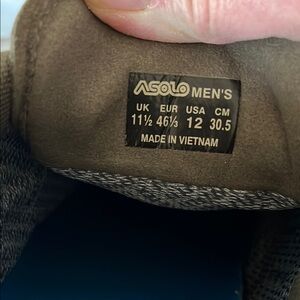 ASOLO MEN'S
UK EUR USA CM
11½ 46⅓ 12 30.5
MADE IN VIETNAM